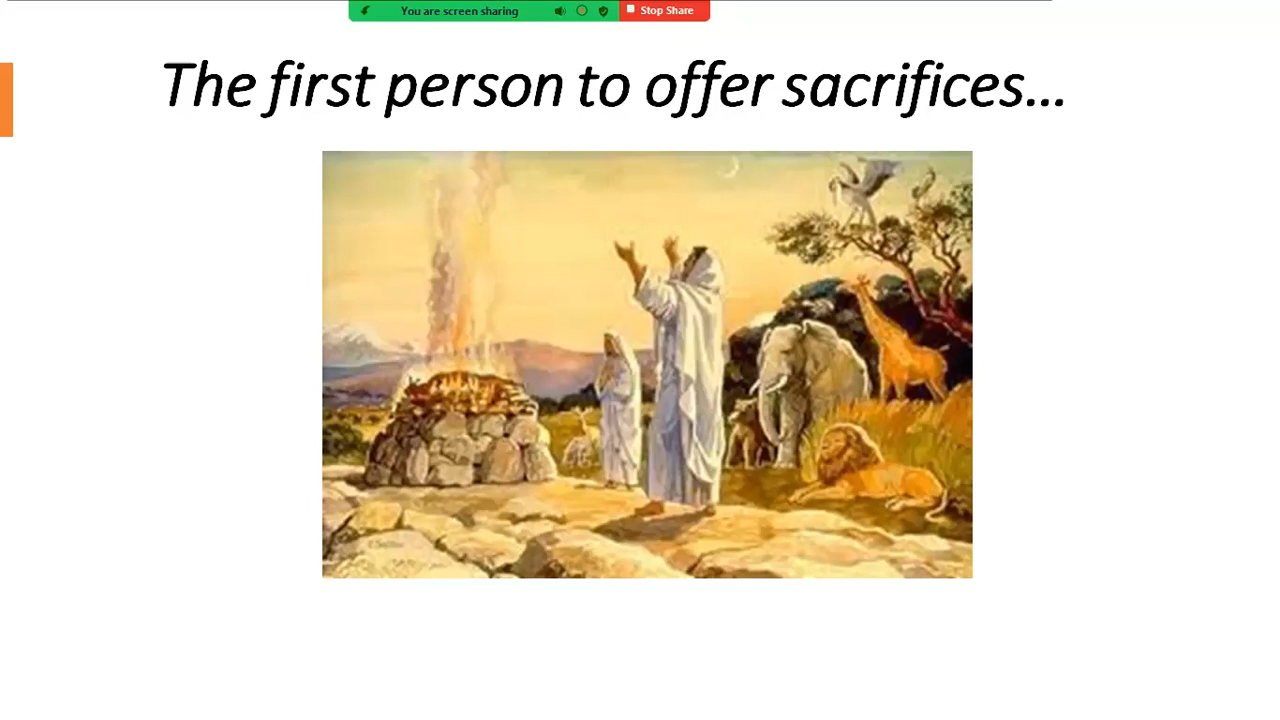 You are screen sharing
Stop Share
The first person to offer sacrifices...